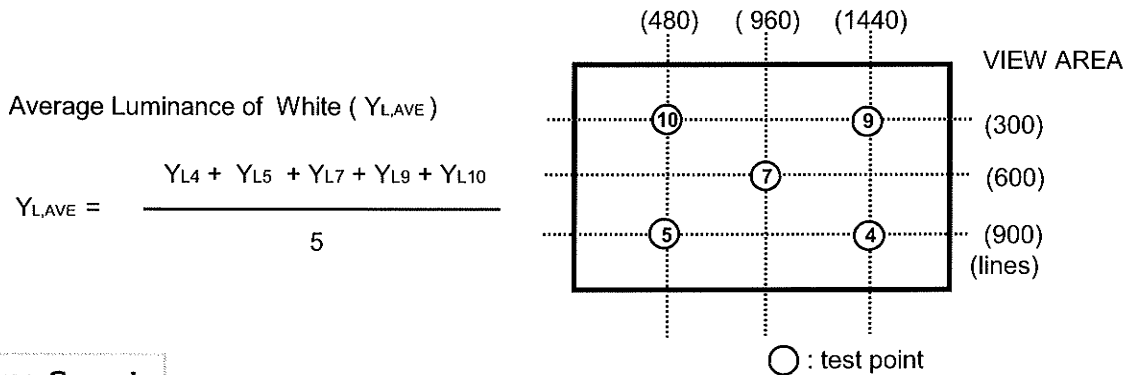 (480) ( 960) (1440)
VIEW AREA
Average Luminance of White ( YL,AVE )
10 9 (300)
YL4 + YL5 + YL7 + YL9 + YL10
YL,AVE =
5
7 (600)
5 4 (900)
(lines)
: test point